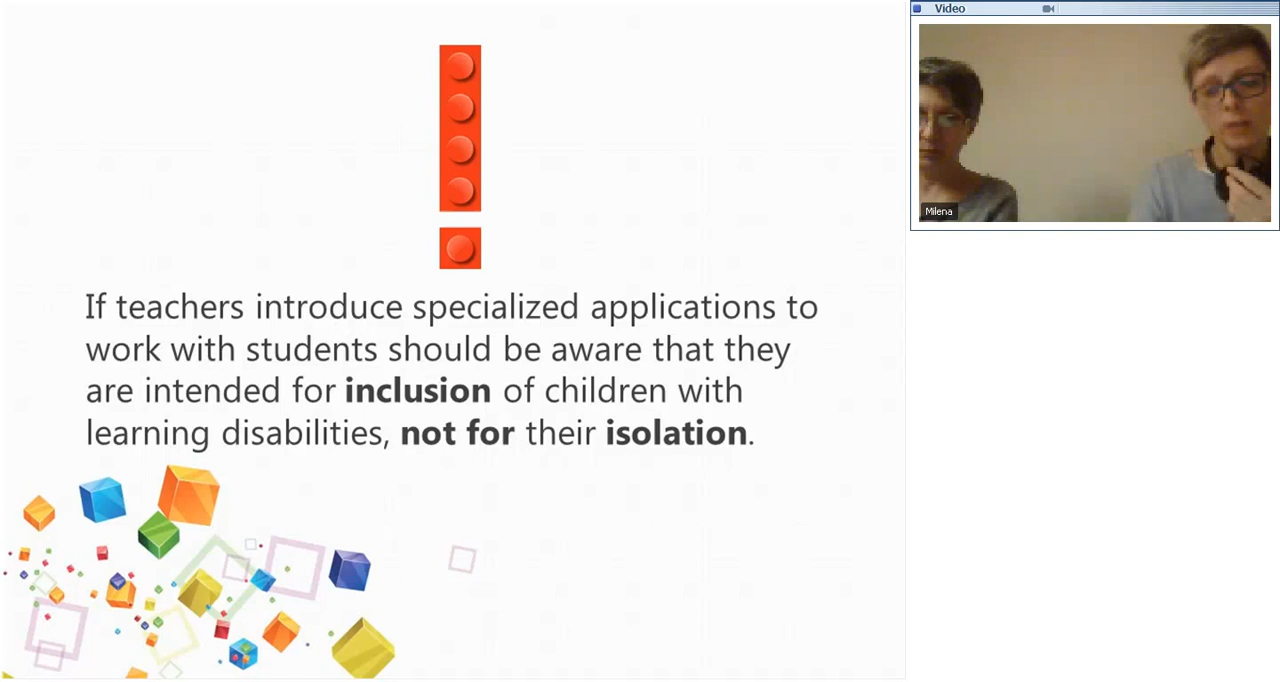 Video
Milena
If teachers introduce specialized applications to
work with students should be aware that they
are intended for inclusion of children with
learning disabilities, not for their isolation.